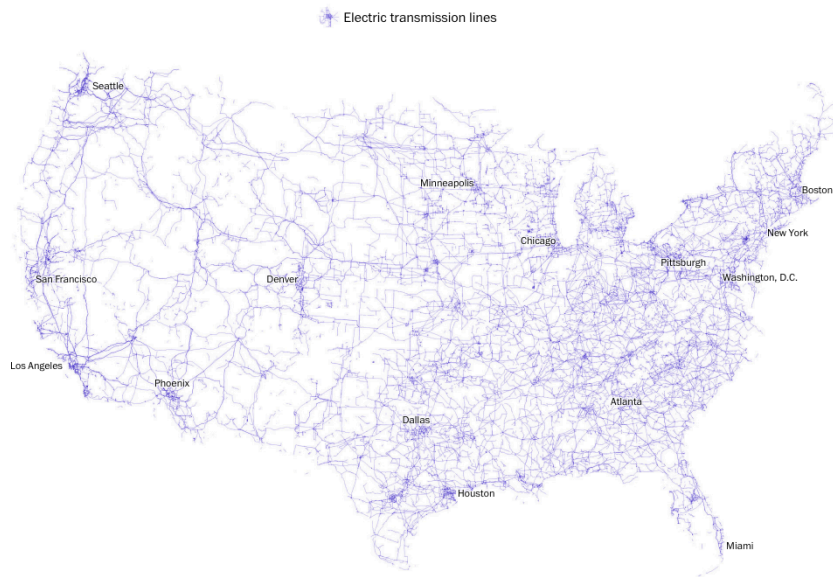 Electric transmission lines
Seattle
Minneapolis
Boston
New York
Chicago
Pittsburgh
San Francisco
Denver
Washington, D.C.
Los Angeles
Phoenix
Atlanta
Dallas
Houston
Miami